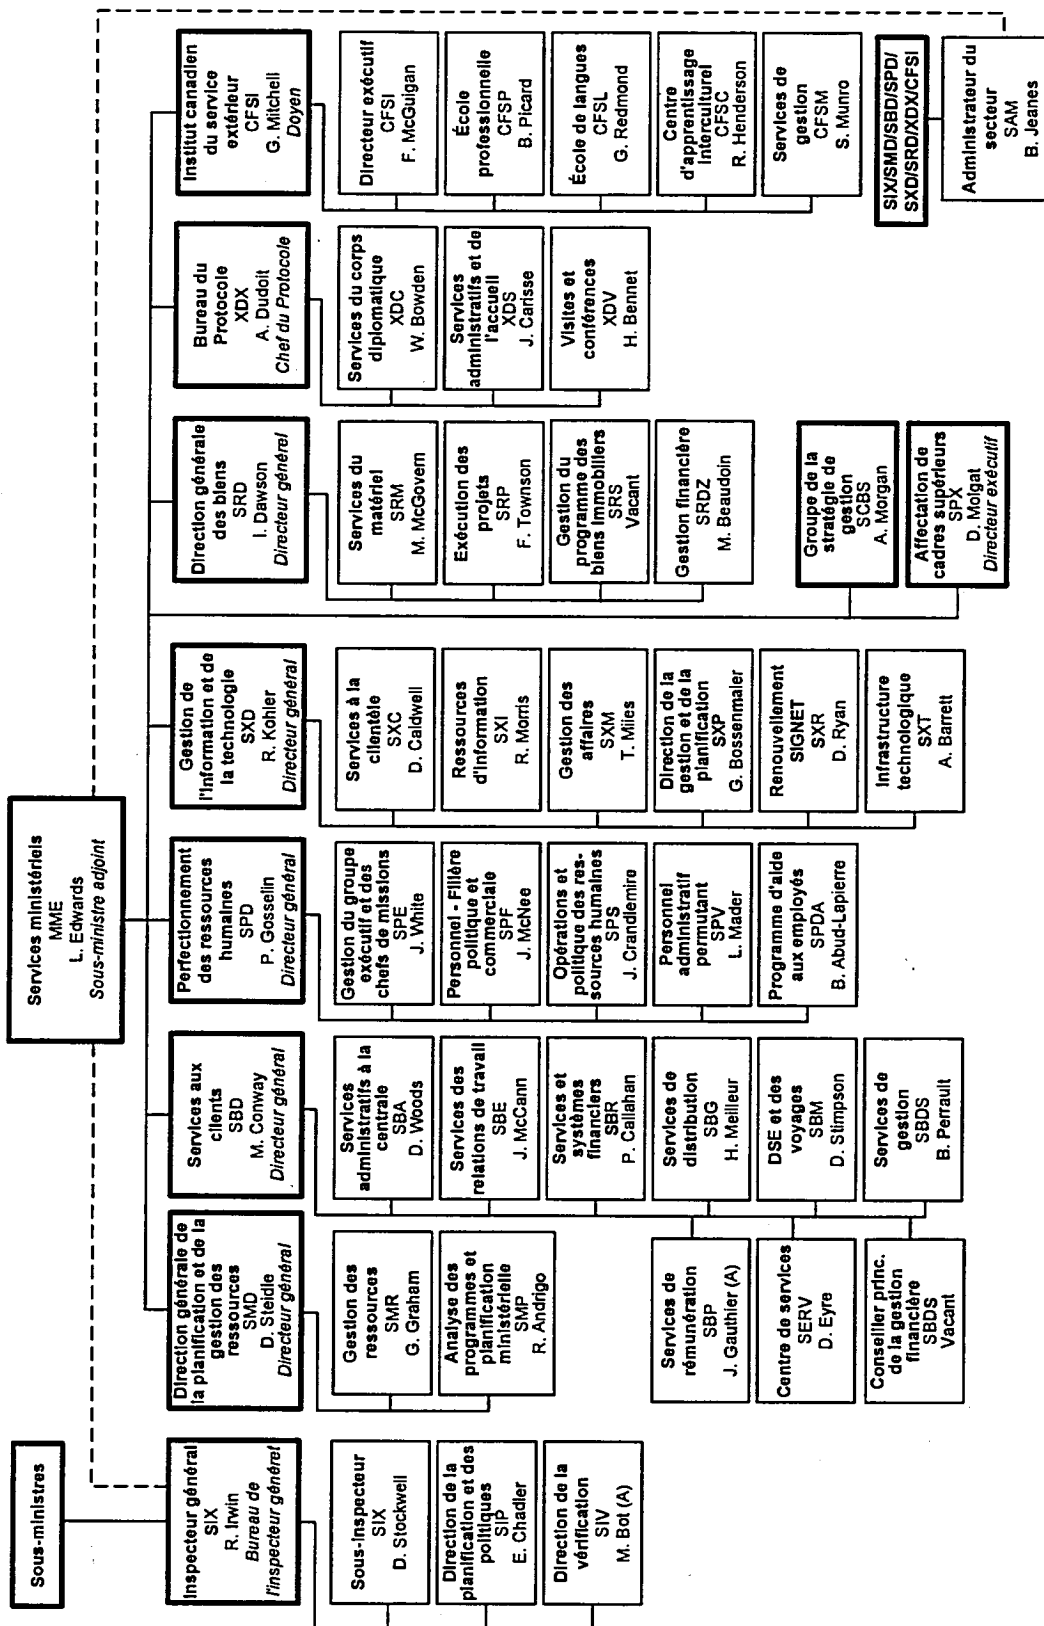 Sous-ministres
Services ministériels
MME
L. Edwards
Sous-ministre adjoint
Inspecteur général
SIX
R. Irwin
Bureau de
l'inspecteur général
Sous-Inspecteur
SIX
D. Stockwell
Direction de la
planification et des
politiques
SIP
E. Chadler
Direction de la
vérification
SIV
M. Bot (A)
Direction générale de
la planification et de la
gestion des
ressources
SMD
D. Steidle
Directeur général
Gestion des
ressources
SMR
G. Graham
Analyse des
programmes et
planification
ministérielle
SMP
R. Andrigo
Services aux
clients
SBD
M. Conway
Directeur général
Services
administratifs à la
centrale
SBA
D. Woods
Services des
relations de travail
SBE
J. McCann
Services et
systèmes
financiers
SBR
P. Callahan
Services de
distribution
SBG
H. Meilleur
DSE et des
voyages
SBM
D. Stimpson
Services de
gestion
SBDS
B. Perrault
Services de
rémunération
SBP
J. Gauthier (A)
Centre de services
SERV
D. Eyre
Conseiller princ.
de la gestion
financière
SBDS
Vacant
Perfectionnement
des ressources
humaines
SPD
P. Gosselin
Directeur général
Gestion du groupe
exécutif et des
chefs de missions
SPE
J. White
Personnel - Filière
politique et
commerciale
SPF
J. McNee
Opérations et
politique des res-
sources humaines
SPS
J. Crandlemire
Personnel
administratif
permutant
SPV
L. Mader
Programme d'aide
aux employés
SPDA
B. Abud-Lapierre
Gestion de
l'Information et de
la technologie
SXD
R. Kohler
Directeur général
Services à la
clientèle
SXC
D. Caldwell
Ressources
d'information
SXI
R. Morris
Gestion des
affaires
SXM
T. Miles
Direction de la
gestion et de la
planification
SXP
G. Bossenmaier
Renouvellement
SIGNET
SXR
D. Ryan
Infrastructure
technologique
SXT
A. Barrett
Direction générale
des biens
SRD
I. Dawson
Directeur général
Services du
matériel
SRM
M. McGovern
Exécution des
projets
SRP
F. Townson
Gestion du
programme des
biens Immobiliers
SRS
Vacant
Gestion financière
SRDZ
M. Beaudoin
Groupe de la
stratégie de
gestion
SCBS
A. Morgan
Affectation de
cadres supérieurs
SPX
D. Molgat
Directeur exécutif
Bureau du
Protocole
XDX
A. Dudoit
Chef du Protocole
Services du corps
diplomatique
XDC
W. Bowden
Services
administratifs et de
l'accueil
XDS
J. Carisse
Visites et
conférences
XDV
H. Bennet
Institut canadien
du service
extérieur
CFSI
G. Mitchell
Doyen
Directeur exécutif
CFSI
F. McGuigan
École
professionnelle
CFSP
B. Picard
École de langues
CFSL
G. Redmond
Centre
d'apprentissage
Interculturel
CFSC
R. Henderson
Services de
gestion
CFSM
S. Munro
SIX/SMD/SBD/SPD/
SXD/SRD/XDX/CFSI
Administrateur du
secteur
SAM
B. Jeanes